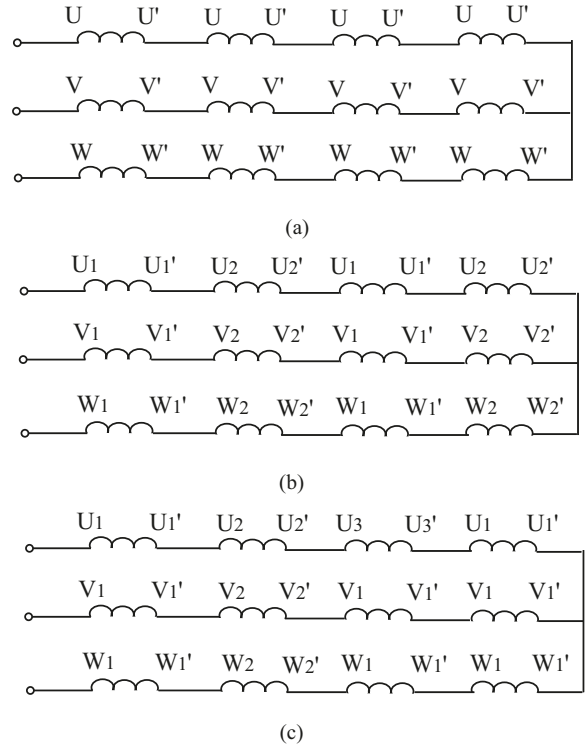 U U' U U' U U' U U'
V V' V V' V V' V V'
W W' W W' W W' W W'
(a)
U1 U1' U2 U2' U1 U1' U2 U2'
V1 V1' V2 V2' V1 V1' V2 V2'
W1 W1' W2 W2' W1 W1' W2 W2'
(b)
U1 U1' U2 U2' U3 U3' U1 U1'
V1 V1' V2 V2' V1 V1' V1 V1'
W1 W1' W2 W2' W1 W1' W1 W1'
(c)